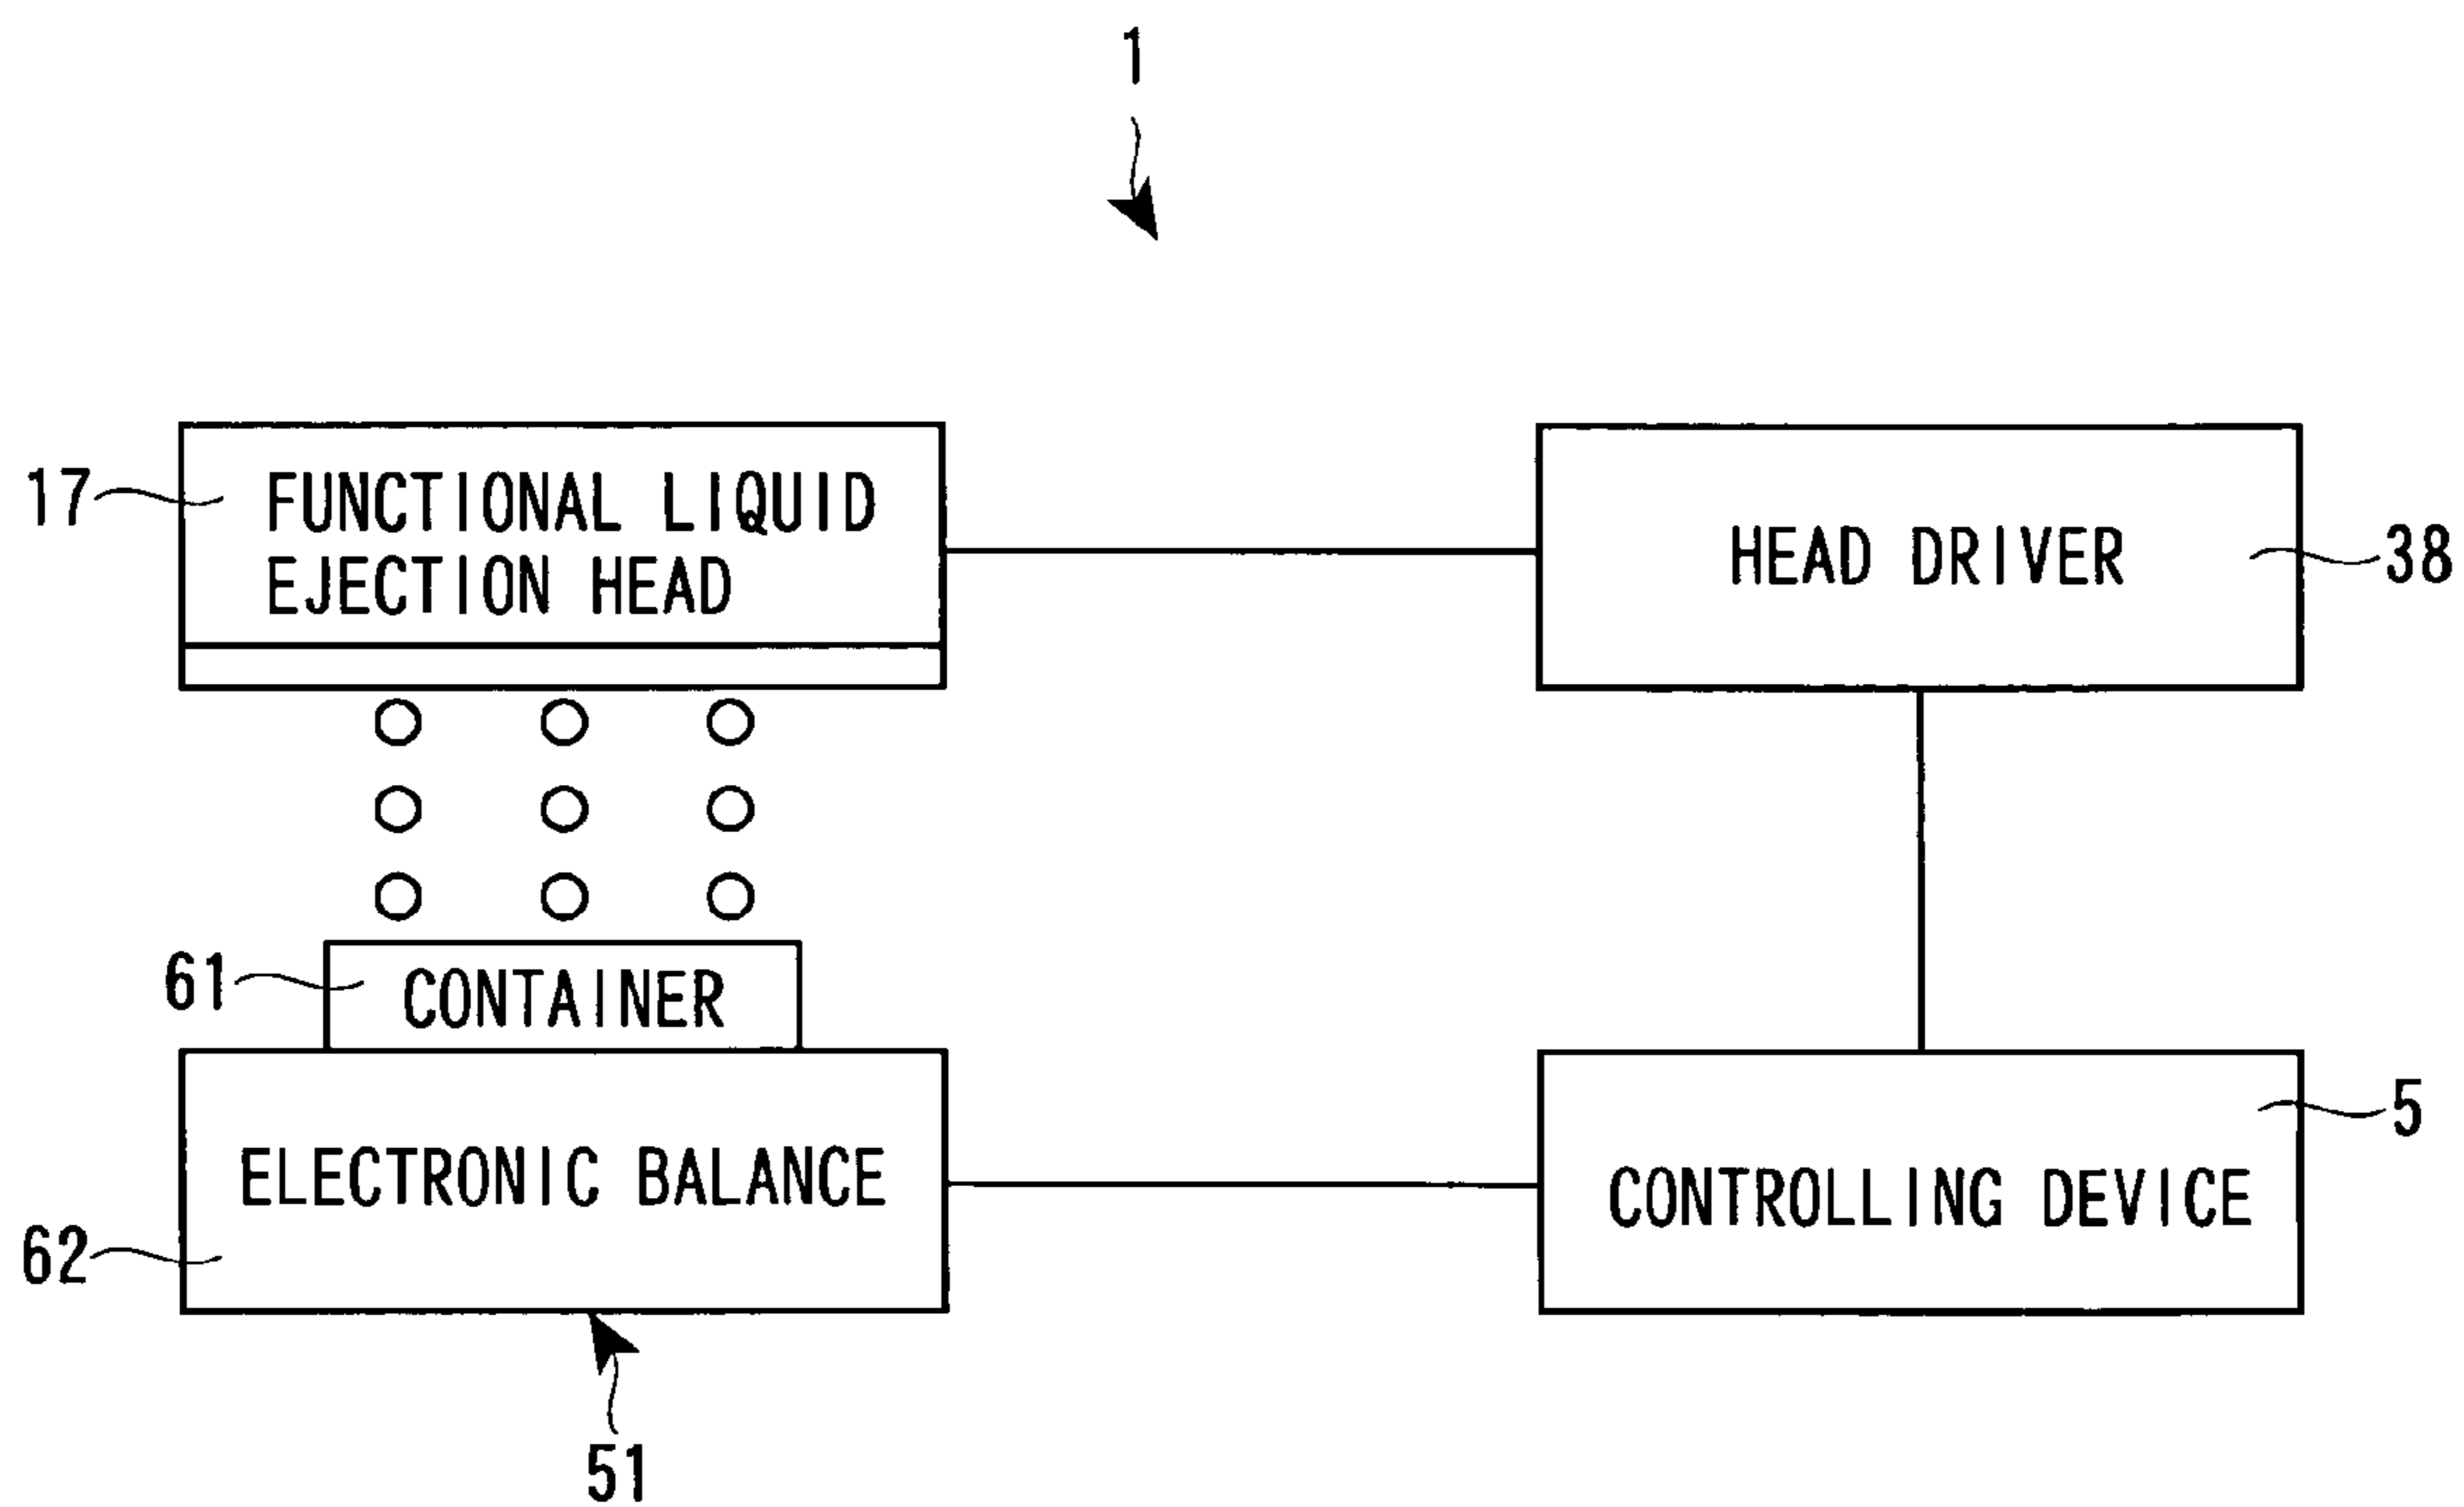 1
17
FUNCTIONAL LIQUID
EJECTION HEAD
HEAD DRIVER
38
61
CONTAINER
ELECTRONIC BALANCE
62
5
CONTROLLING DEVICE
51